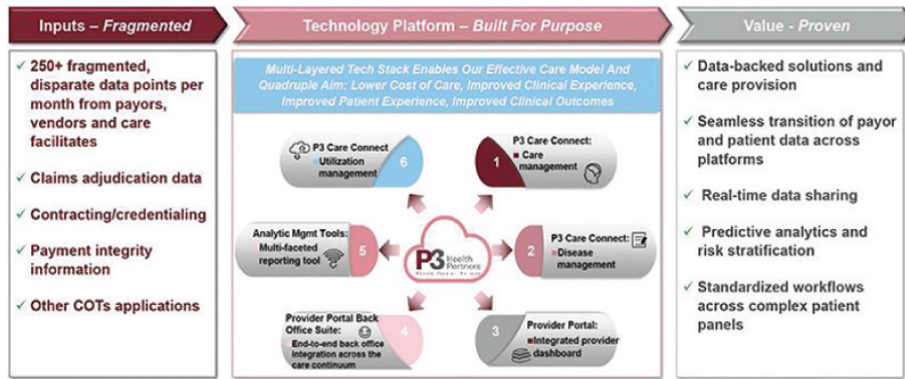 Inputs – Fragmented
Technology Platform – Built For Purpose
Value - Proven
✓ 250+ fragmented,
disparate data points per
month from payors,
vendors and care
facilitates
✓ Claims adjudication data
✓ Contracting/credentialing
✓ Payment integrity
information
✓ Other COTs applications
Multi-Layered Tech Stack Enables Our Effective Care Model And
Quadruple Aim: Lower Cost of Care, Improved Clinical Experience,
Improved Patient Experience, Improved Clinical Outcomes
P3 Care Connect:
Care
management
1
P3 Care Connect:
Disease
management
2
Provider Portal:
Integrated provider
dashboard
3
Provider Portal Back
Office Suite:
End-to-end back office
integration across the
care continuum
4
Analytic Mgmt Tools:
Multi-faceted
reporting tool
5
P3 Care Connect
Utilization
management
6
P3 Health
Partners
✓ Data-backed solutions and
care provision
✓ Seamless transition of payor
and patient data across
platforms
✓ Real-time data sharing
✓ Predictive analytics and
risk stratification
✓ Standardized workflows
across complex patient
panels